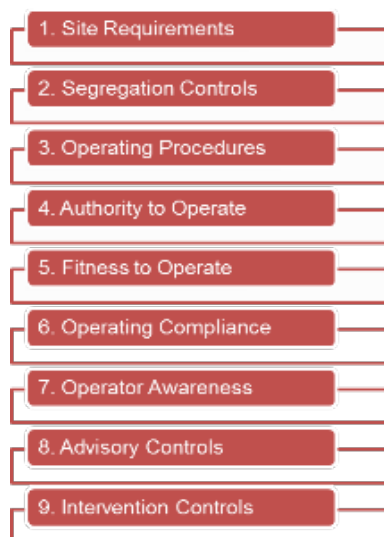 1. Site Requirements
2. Segregation Controls
3. Operating Procedures
4. Authority to Operate
5. Fitness to Operate
6. Operating Compliance
7. Operator Awareness
8. Advisory Controls
9. Intervention Controls